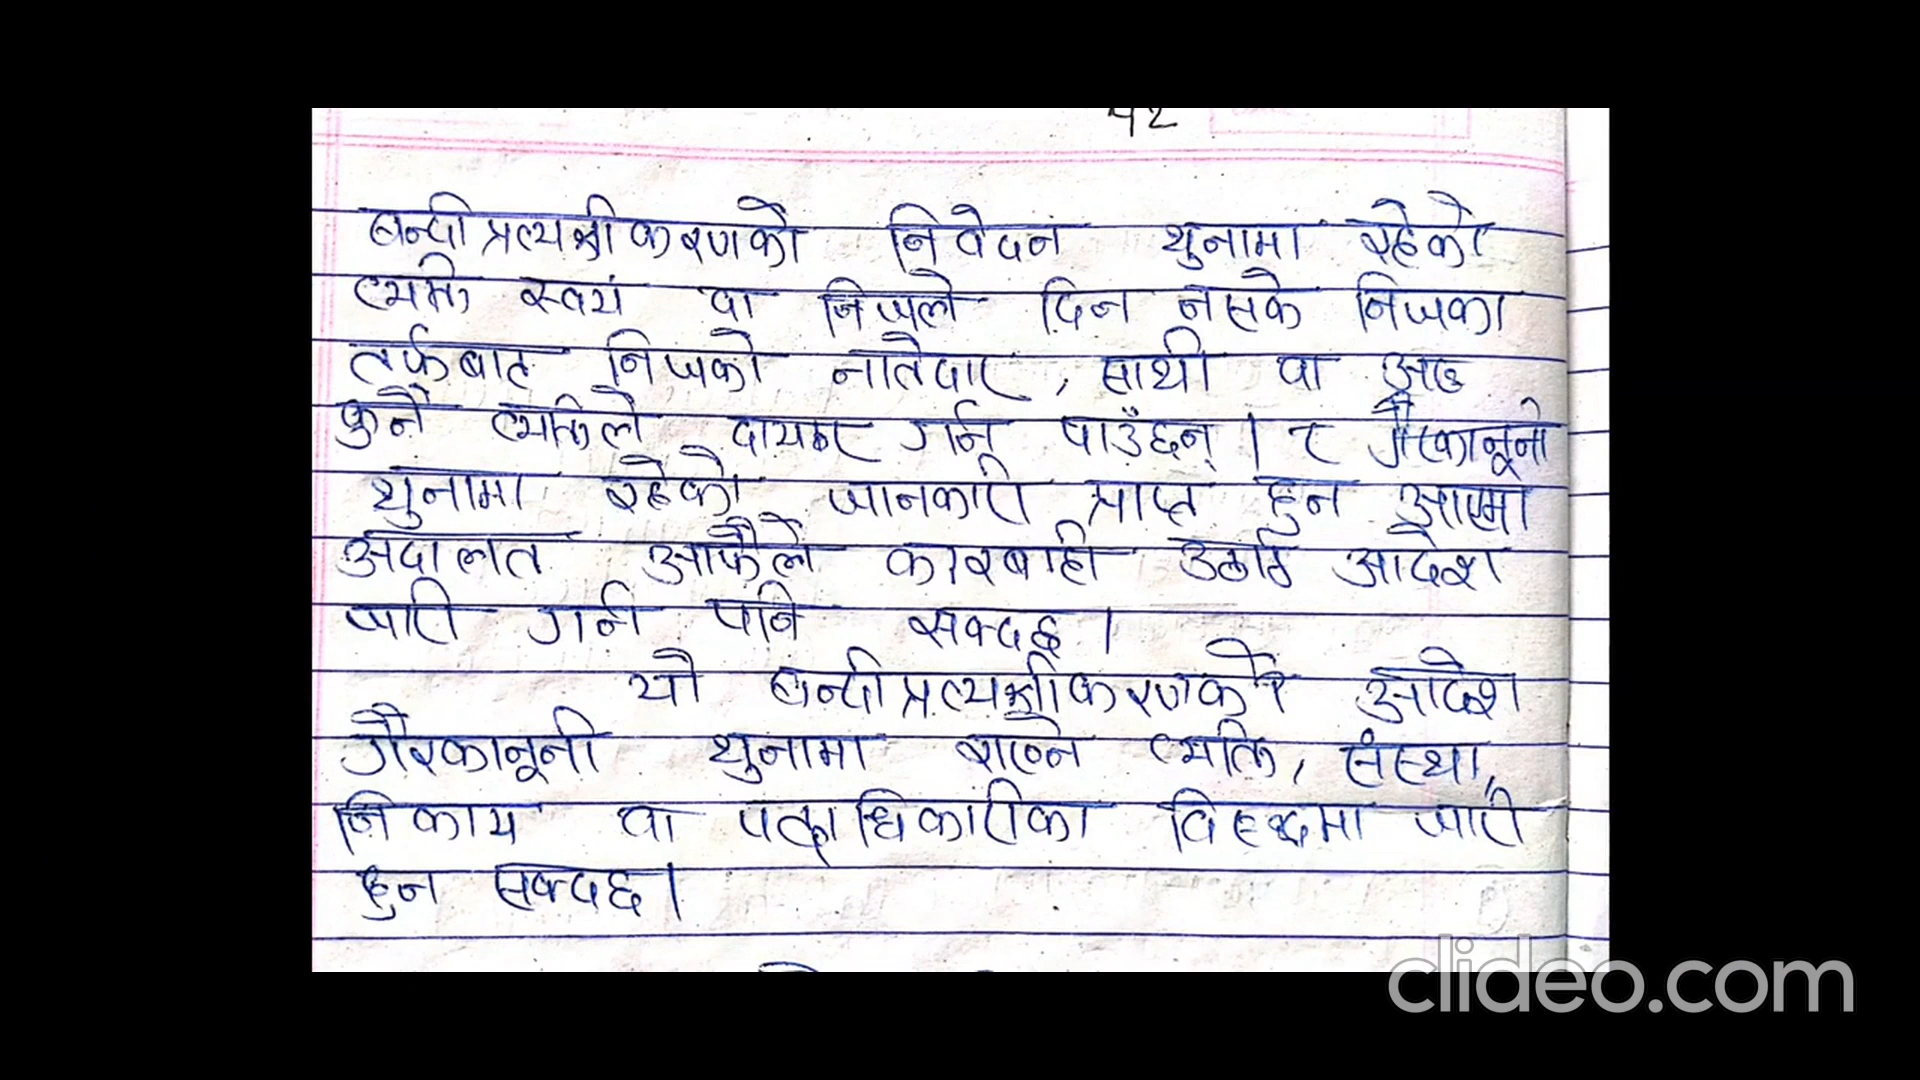 बन्दीप्रत्यक्षीकरणको निवेदन थुनामा रहेको
व्यक्ति स्वयं वा निजले दिन नसके निजका
तर्फबाट निजको नातेदार, साथी वा अरु
कुनै व्यक्तिले दायर गर्न पाउँछन् । र गैरकानूनी
थुनामा रहेको जानकारी प्राप्त हुन आएमा
अदालत आफैले कारबाही उठाई आदेश
जारी गर्न पनि सक्दछ ।
यो बन्दीप्रत्यक्षीकरणको आदेश
गैरकानूनी थुनामा राख्ने व्यक्ति, संस्था,
निकाय वा पदाधिकारीका विरुद्धमा जारी
हुन सक्दछ ।
clideo.com